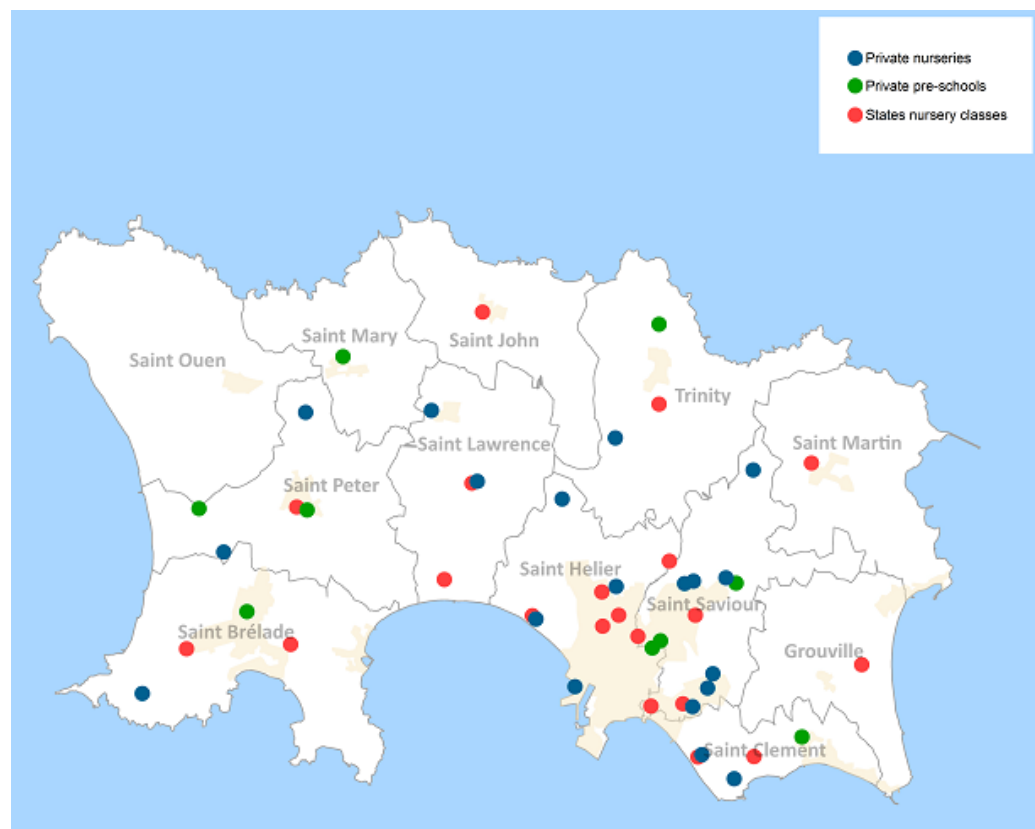 Private nurseries
Private pre-schools
States nursery classes
Saint Mary
Saint John
Saint Ouen
Trinity
Saint Lawrence
Saint Martin
Saint Peter
Saint Helier
Saint Saviour
Saint Brélade
Grouville
Saint Clement